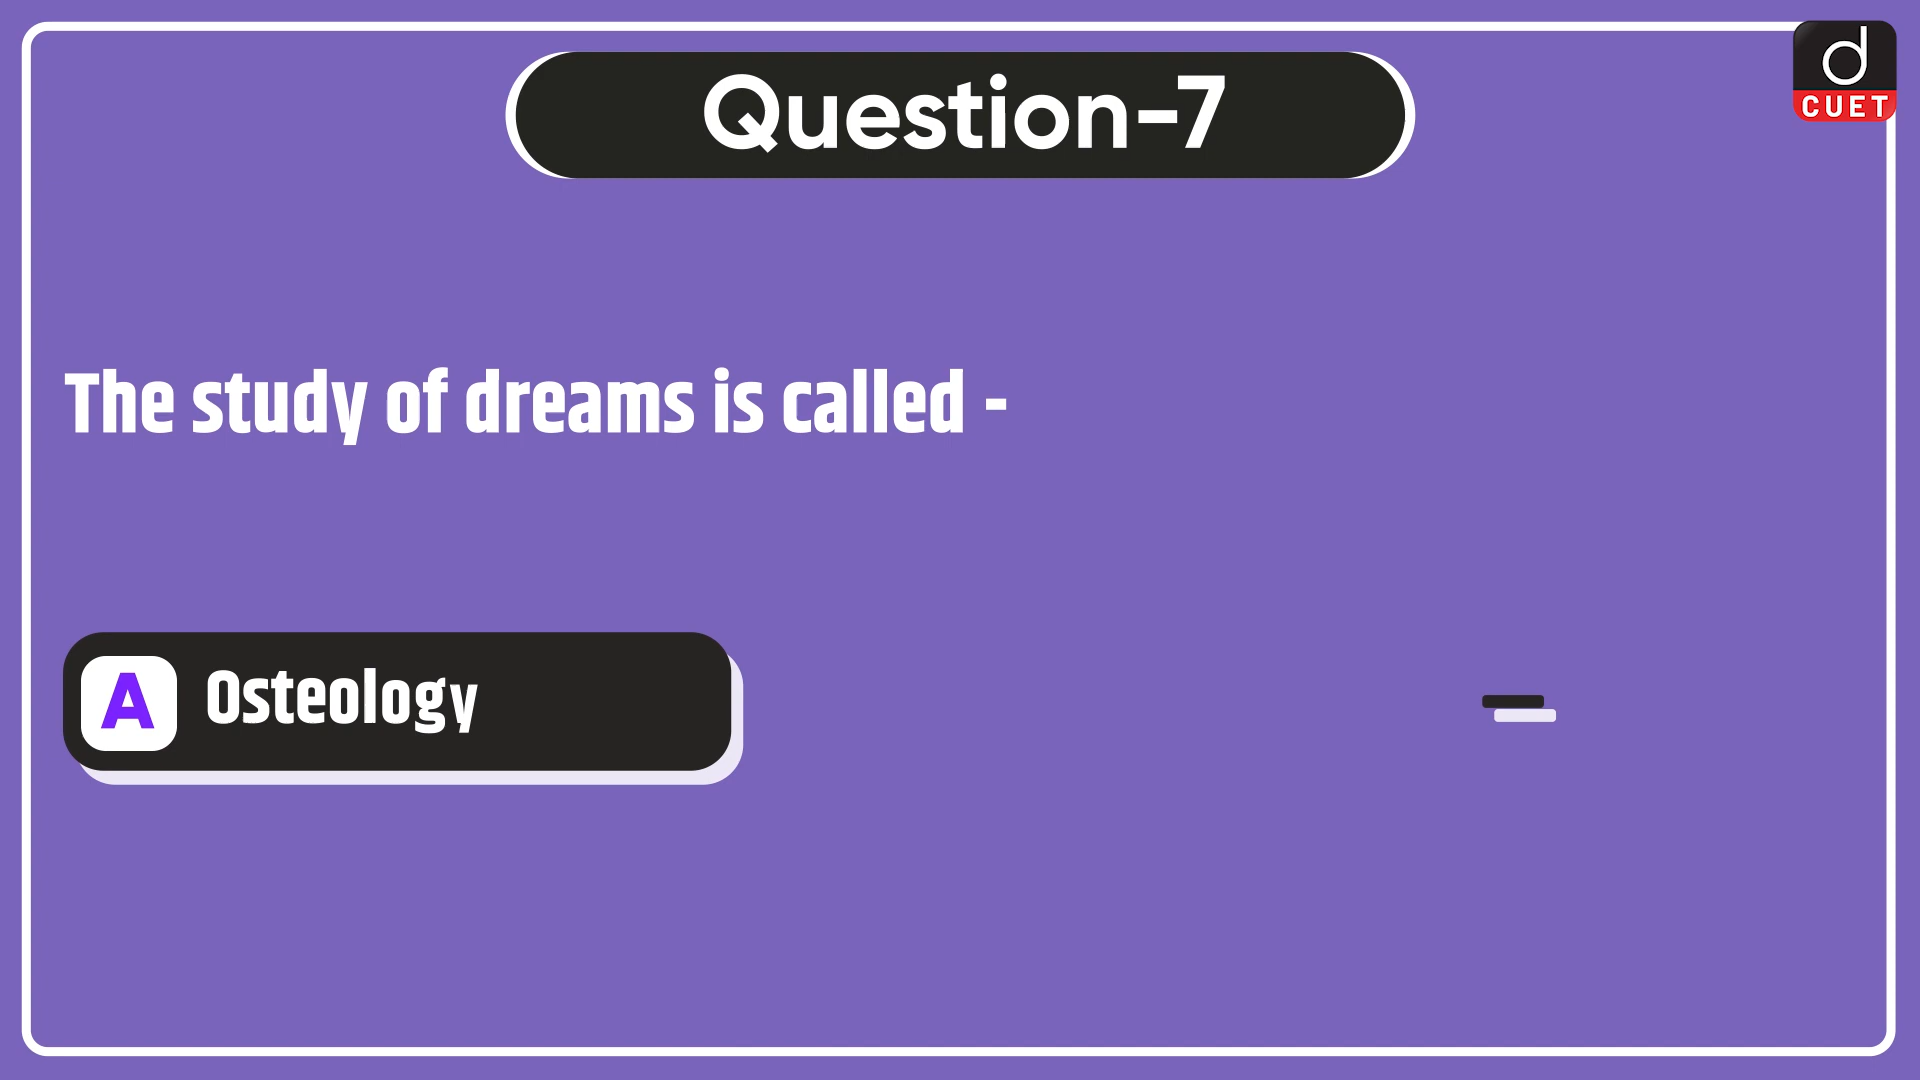 Question-7
d
CUET
The study of dreams is called -
A Osteology